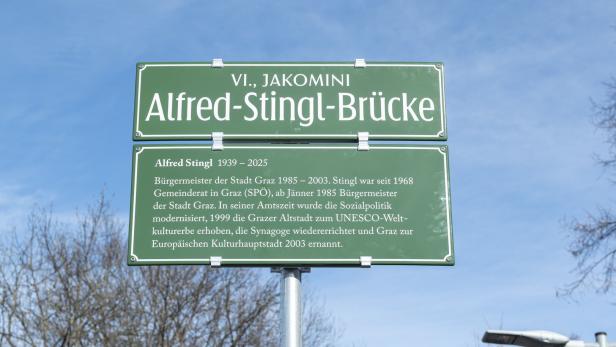 VI., JAKOMINI
Alfred-Stingl-Brücke
Alfred Stingl 1939 – 2025
Bürgermeister der Stadt Graz 1985 – 2003. Stingl war seit 1968
Gemeinderat in Graz (SPÖ), ab Jänner 1985 Bürgermeister
der Stadt Graz. In seiner Amtszeit wurde die Sozialpolitik
modernisiert, 1999 die Grazer Altstadt zum UNESCO-Welt-
kulturerbe erhoben, die Synagoge wiedererrichtet und Graz zur
Europäischen Kulturhauptstadt 2003 ernannt.